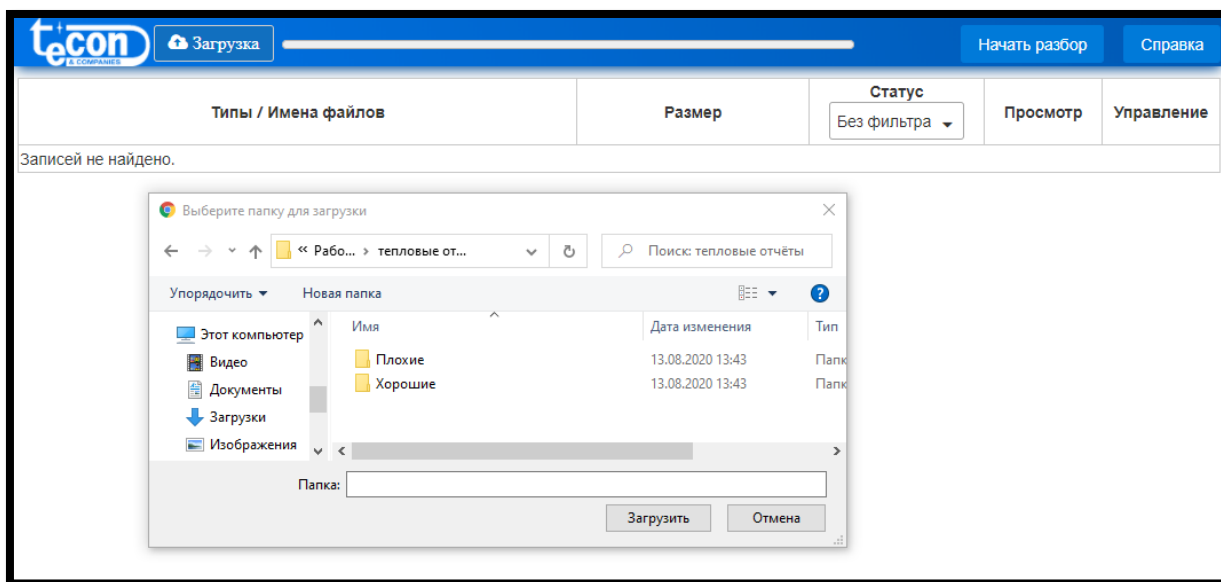 tecon
& COMPANIES
Загрузка
Начать разбор
Справка
Типы / Имена файлов
Размер
Статус
Без фильтра
Просмотр
Управление
Записей не найдено.
Выберите папку для загрузки
« Рабо... › тепловые от...
Поиск: тепловые отчёты
Упорядочить
Новая папка
?
Этот компьютер
Видео
Документы
Загрузки
Изображения
Имя
Дата изменения
Тип
Плохие
13.08.2020 13:43
Папк
Хорошие
13.08.2020 13:43
Папк
Папка:
Загрузить
Отмена